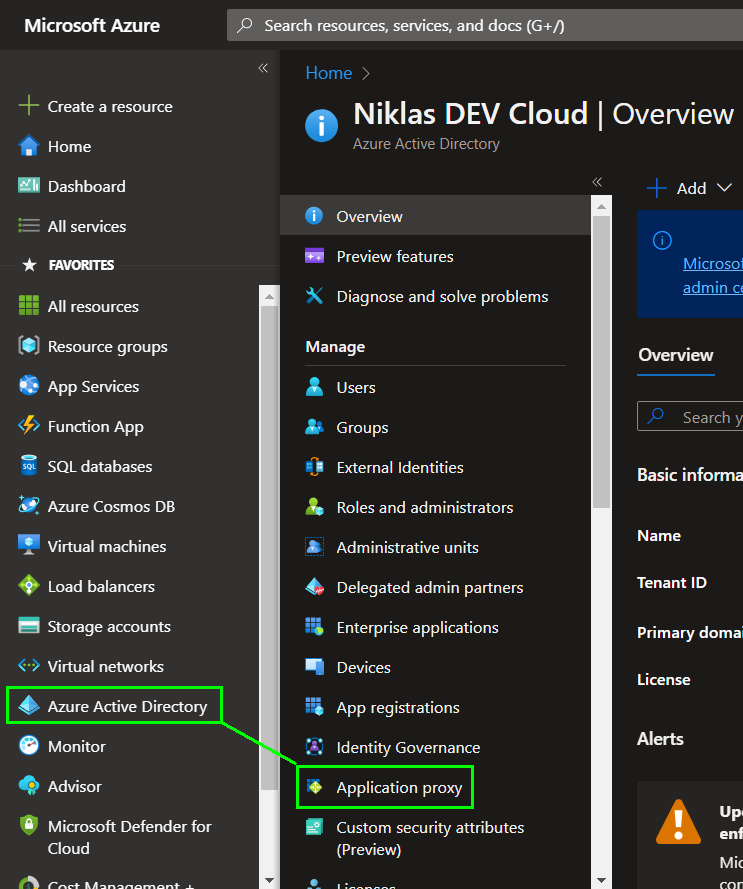 Microsoft Azure
Search resources, services, and docs (G+/)
Create a resource
Home
Dashboard
All services
FAVORITES
All resources
Resource groups
App Services
Function App
SQL databases
Azure Cosmos DB
Virtual machines
Load balancers
Storage accounts
Virtual networks
Azure Active Directory
Monitor
Advisor
Microsoft Defender for
Cloud
Cost Management +
Home
Niklas DEV Cloud | Overview
Azure Active Directory
Overview
Preview features
Diagnose and solve problems
Manage
Users
Groups
External Identities
Roles and administrators
Administrative units
Delegated admin partners
Enterprise applications
Devices
App registrations
Identity Governance
Application proxy
Custom security attributes
(Preview)
Licenses
Add
Microsof
admin ce
Overview
Search y
Basic informa
Name
Tenant ID
Primary domai
License
Alerts
Upc
enf
Mic